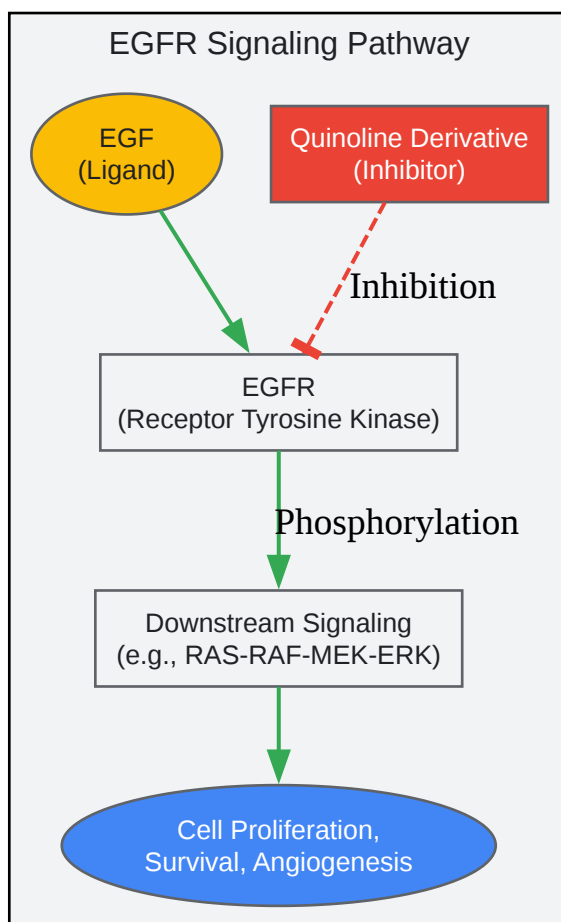 EGFR Signaling Pathway
EGF
(Ligand)
Quinoline Derivative
(Inhibitor)
Inhibition
EGFR
(Receptor Tyrosine Kinase)
Phosphorylation
Downstream Signaling
(e.g., RAS-RAF-MEK-ERK)
Cell Proliferation,
Survival, Angiogenesis